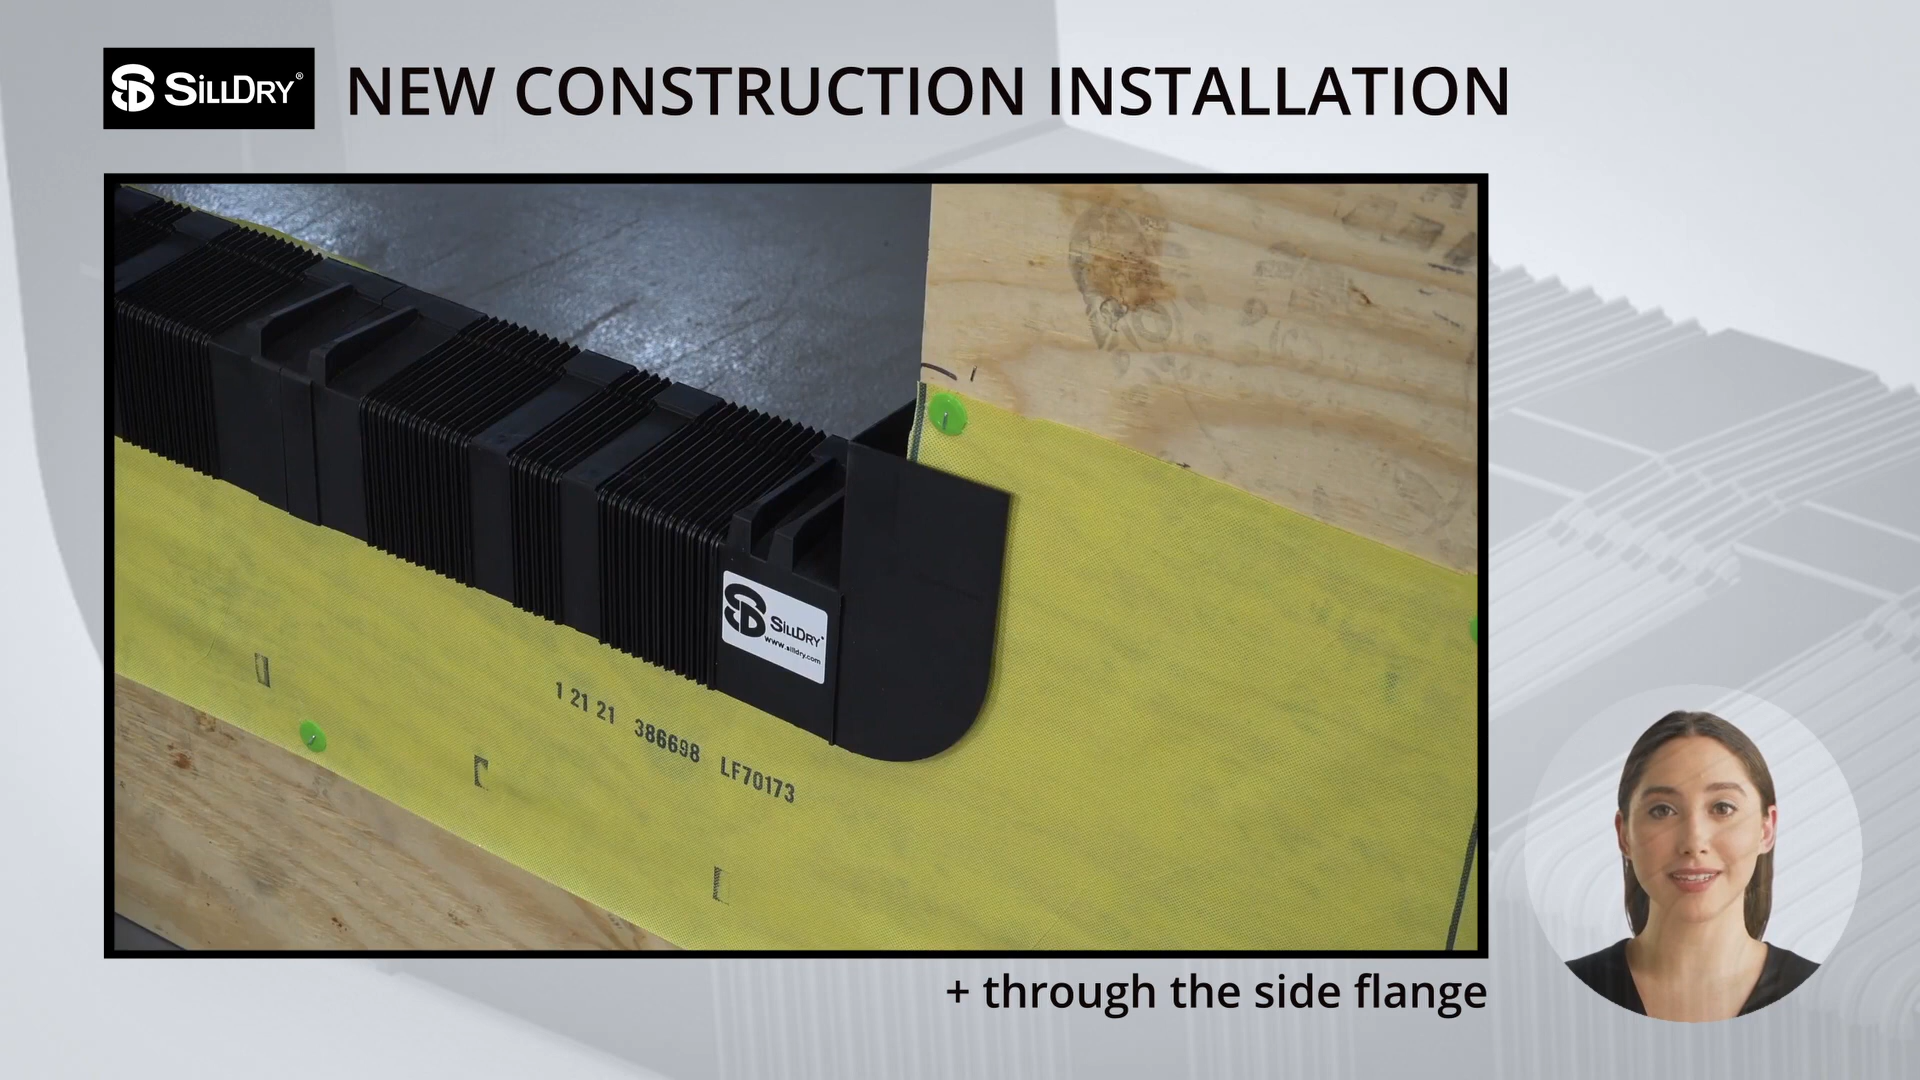 SILLDRY®
NEW CONSTRUCTION INSTALLATION
SILLDRY
www.silldry.com
1 21 21 386698 LF70173
+ through the side flange